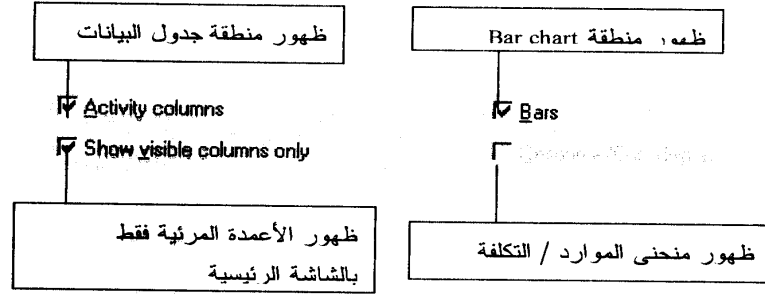 ظهور منطقة جدول البيانات
ظهور منطقة Bar chart
Activity columns
Bars
Show visible columns only
ظهور الأعمدة المرئية فقط
بالشاشة الرئيسية
ظهور منحنى الموارد / التكلفة